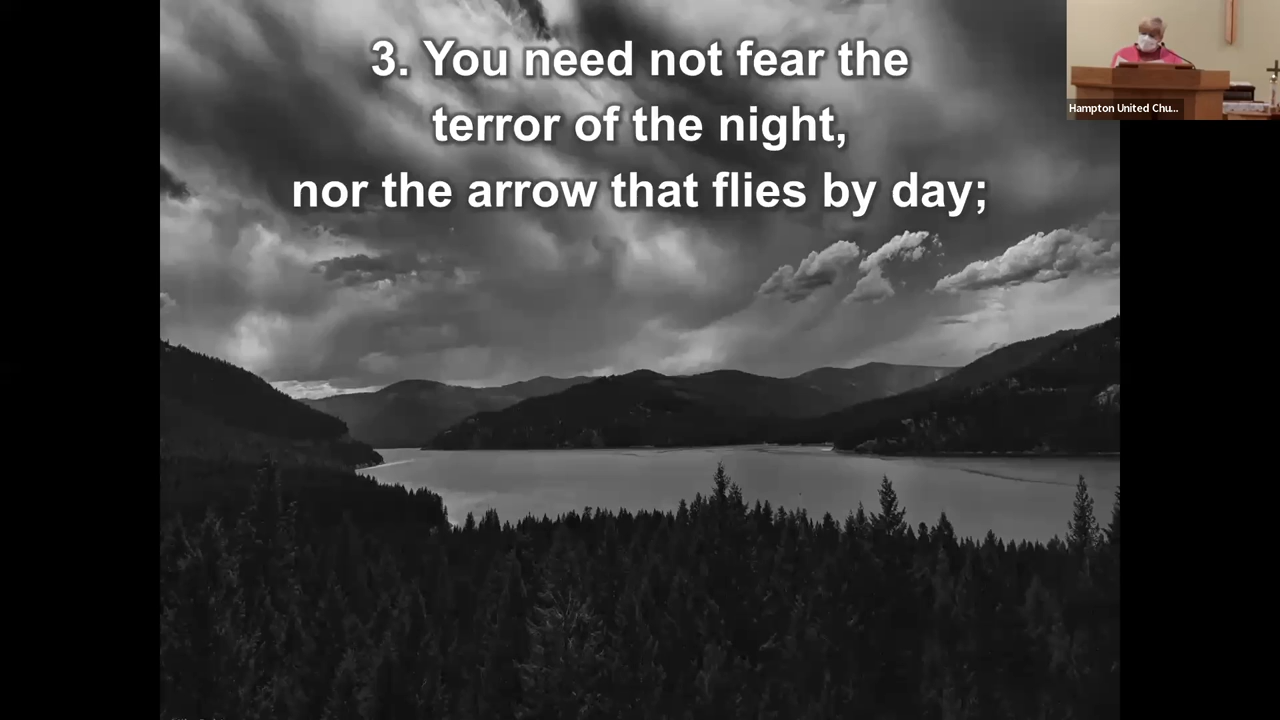 3. You need not fear the
terror of the night,
nor the arrow that flies by day;
Hampton United Chu...